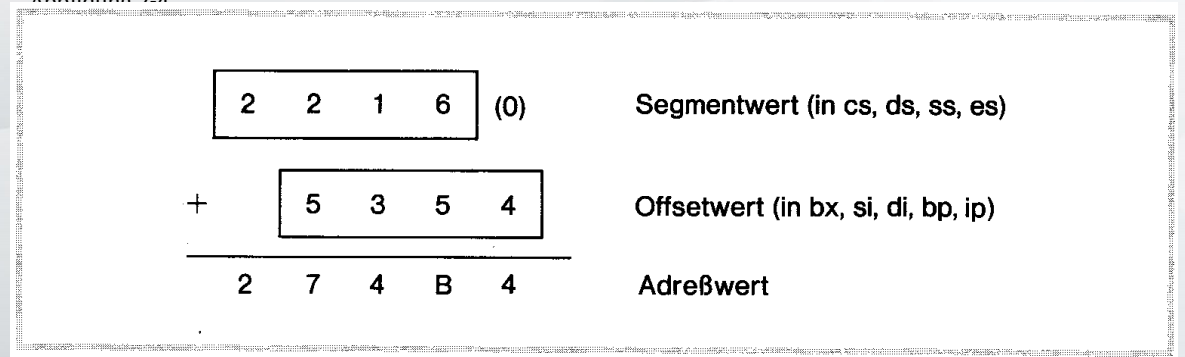 2 2 1 6 (0) Segmentwert (in cs, ds, ss, es)
+ 5 3 5 4 Offsetwert (in bx, si, di, bp, ip)
2 7 4 B 4 Adreßwert